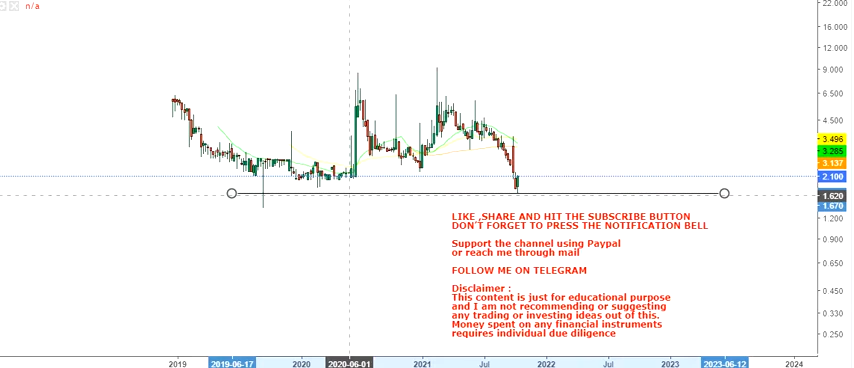 n/a
22.000
16.000
12.000
9.000
6.500
4.500
3.496
3.285
3.137
2.100
1.620
1.670
1.200
0.900
0.650
0.450
0.330
0.250
LIKE ,SHARE AND HIT THE SUBSCRIBE BUTTON
DON'T FORGET TO PRESS THE NOTIFICATION BELL
Support the channel using Paypal
or reach me through mail
FOLLOW ME ON TELEGRAM
Disclaimer :
This content is just for educational purpose
and I am not recommending or suggesting
any trading or investing ideas out of this.
Money spent on any financial instruments
requires individual due diligence
2019 2019-06-17 2020 2020-06-01 2021 Jul 2022 Jul 2023 2023-06-12 2024